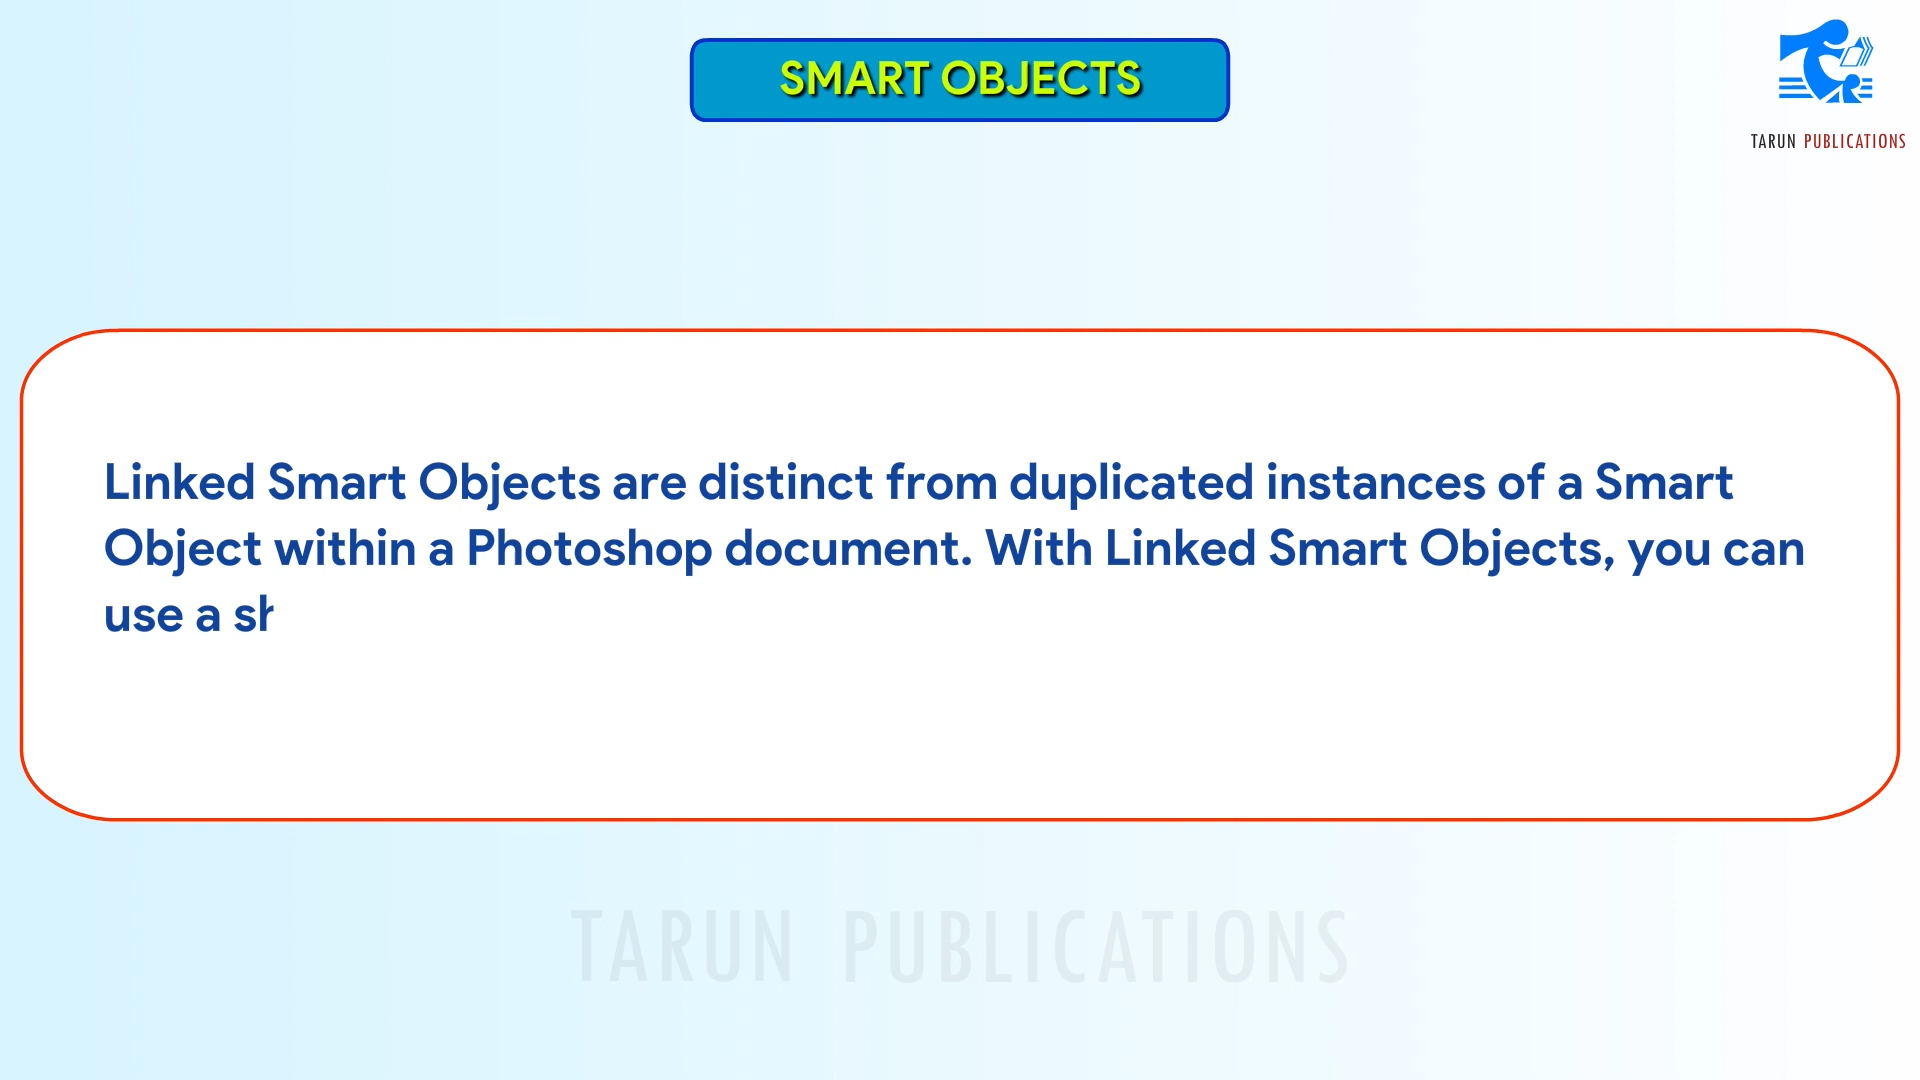 SMART OBJECTS
TARUN PUBLICATIONS
Linked Smart Objects are distinct from duplicated instances of a Smart
Object within a Photoshop document. With Linked Smart Objects, you can
use a
TARUN PUBLICATIONS